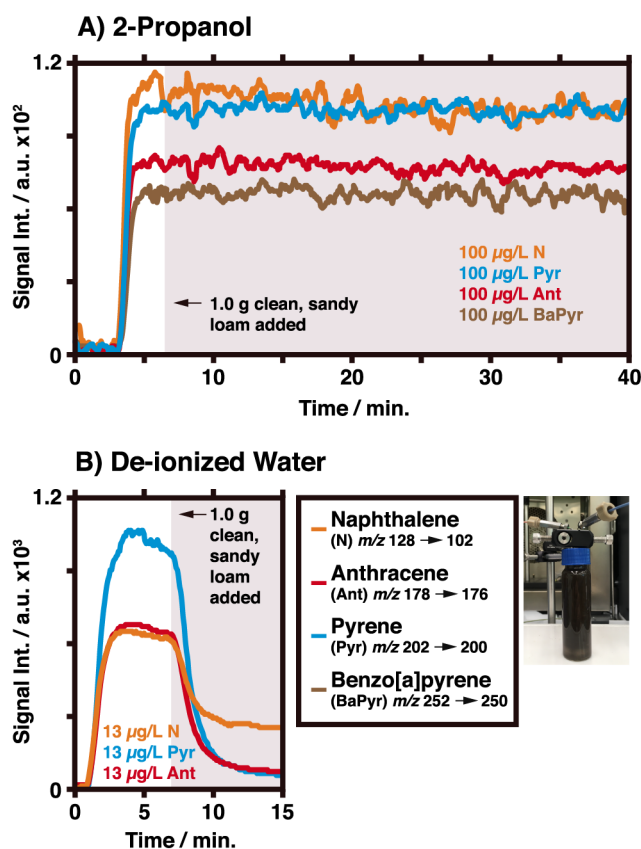 A) 2-Propanol
1.2
0
Signal Int. / a.u. x10²
100 µg/L N
100 µg/L Pyr
100 µg/L Ant
100 µg/L BaPyr
← 1.0 g clean, sandy
loam added
0
10
20
30
40
Time / min.
B) De-ionized Water
1.2
0
Signal Int. / a.u. x10³
← 1.0 g
clean,
sandy
loam
added
13 µg/L N
13 µg/L Pyr
13 µg/L Ant
0
5
10
15
Time / min.
Naphthalene
(N) m/z 128 → 102
Anthracene
(Ant) m/z 178 → 176
Pyrene
(Pyr) m/z 202 → 200
Benzo[a]pyrene
(BaPyr) m/z 252 → 250